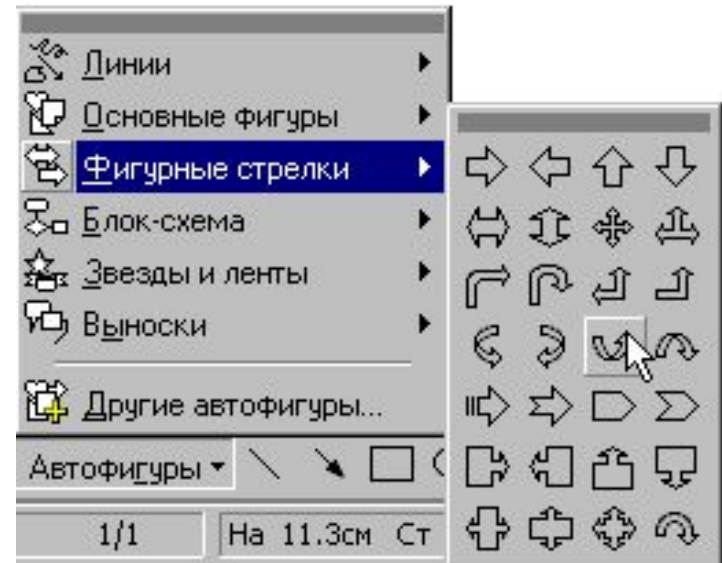 Линии
Основные фигуры
Фигурные стрелки
Блок-схема
Звезды и ленты
Выноски
Другие автофигуры...
Автофигуры
1/1 На 11.3см Ст